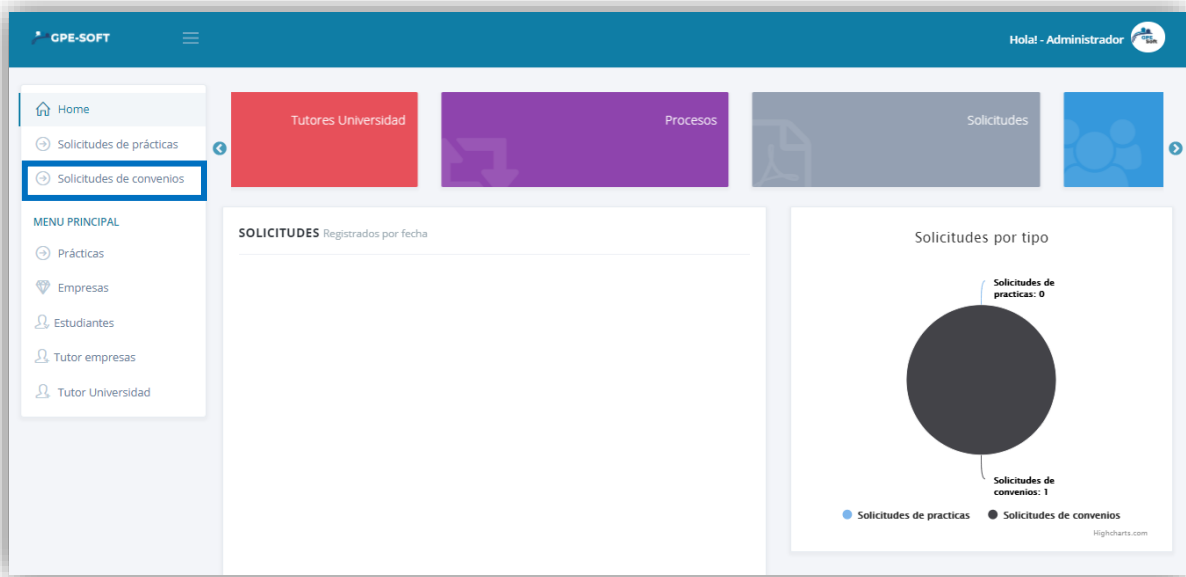 GPE-SOFT
Hola! - Administrador
GPE
Soft
Home
Solicitudes de prácticas
Solicitudes de convenios
MENU PRINCIPAL
Prácticas
Empresas
Estudiantes
Tutor empresas
Tutor Universidad
Tutores Universidad
Procesos
Solicitudes
SOLICITUDES Registrados por fecha
Solicitudes por tipo
Solicitudes de
practicas: 0
Solicitudes de
convenios: 1
Solicitudes de practicas
Solicitudes de convenios
Highcharts.com